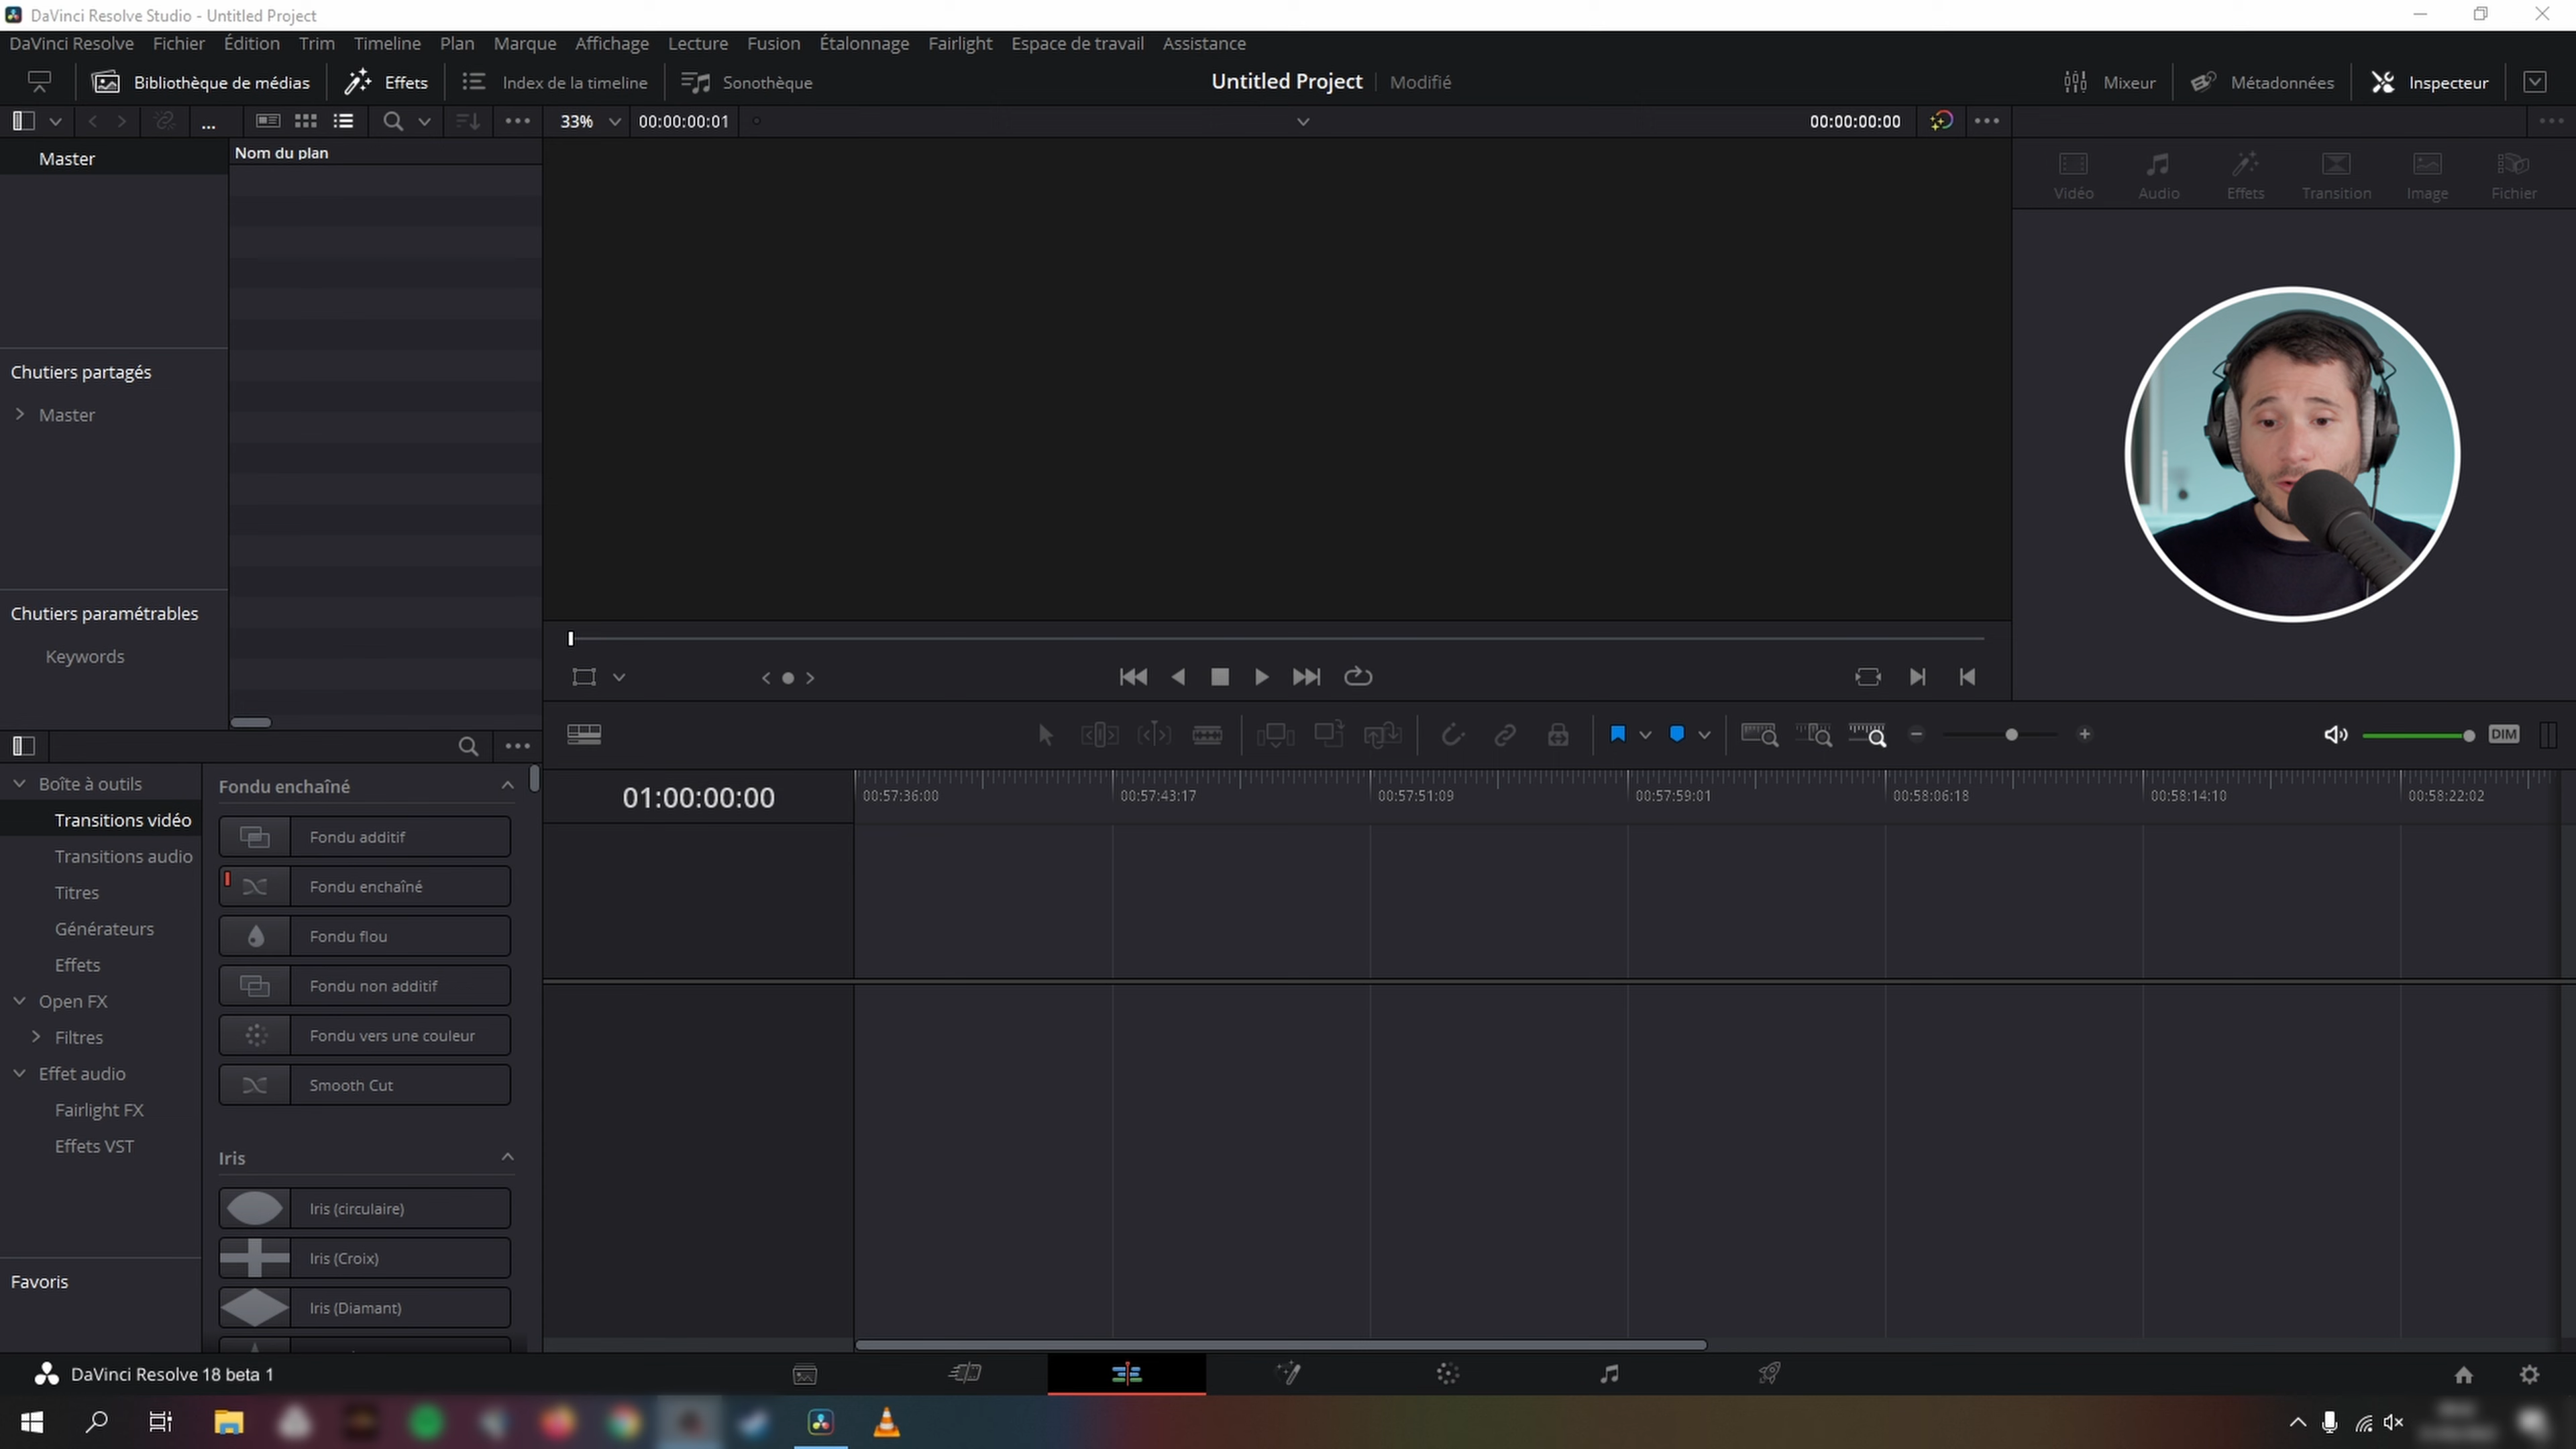 DaVinci Resolve Studio - Untitled Project
DaVinci Resolve Fichier Édition Trim Timeline Plan Marque Affichage Lecture Fusion Étalonnage Fairlight Espace de travail Assistance
Bibliothèque de médias Effets Index de la timeline Sonothèque Untitled Project Modifié Mixeur Métadonnées Inspecteur
... 33% 00:00:00:01 00:00:00:00
Master
Nom du plan
Vidéo Audio Effets Transition Image Fichier
Chutiers partagés
Master
Chutiers paramétrables
Keywords
DIM
Boîte à outils
Transitions vidéo
Transitions audio
Titres
Générateurs
Effets
Open FX
Filtres
Effet audio
Fairlight FX
Effets VST
Favoris
Fondu enchaîné
Fondu additif
Fondu enchaîné
Fondu flou
Fondu non additif
Fondu vers une couleur
Smooth Cut
Iris
Iris (circulaire)
Iris (Croix)
Iris (Diamant)
01:00:00:00
00:57:36:00 00:57:43:17 00:57:51:09 00:57:59:01 00:58:06:18 00:58:14:10 00:58:22:02
DaVinci Resolve 18 beta 1